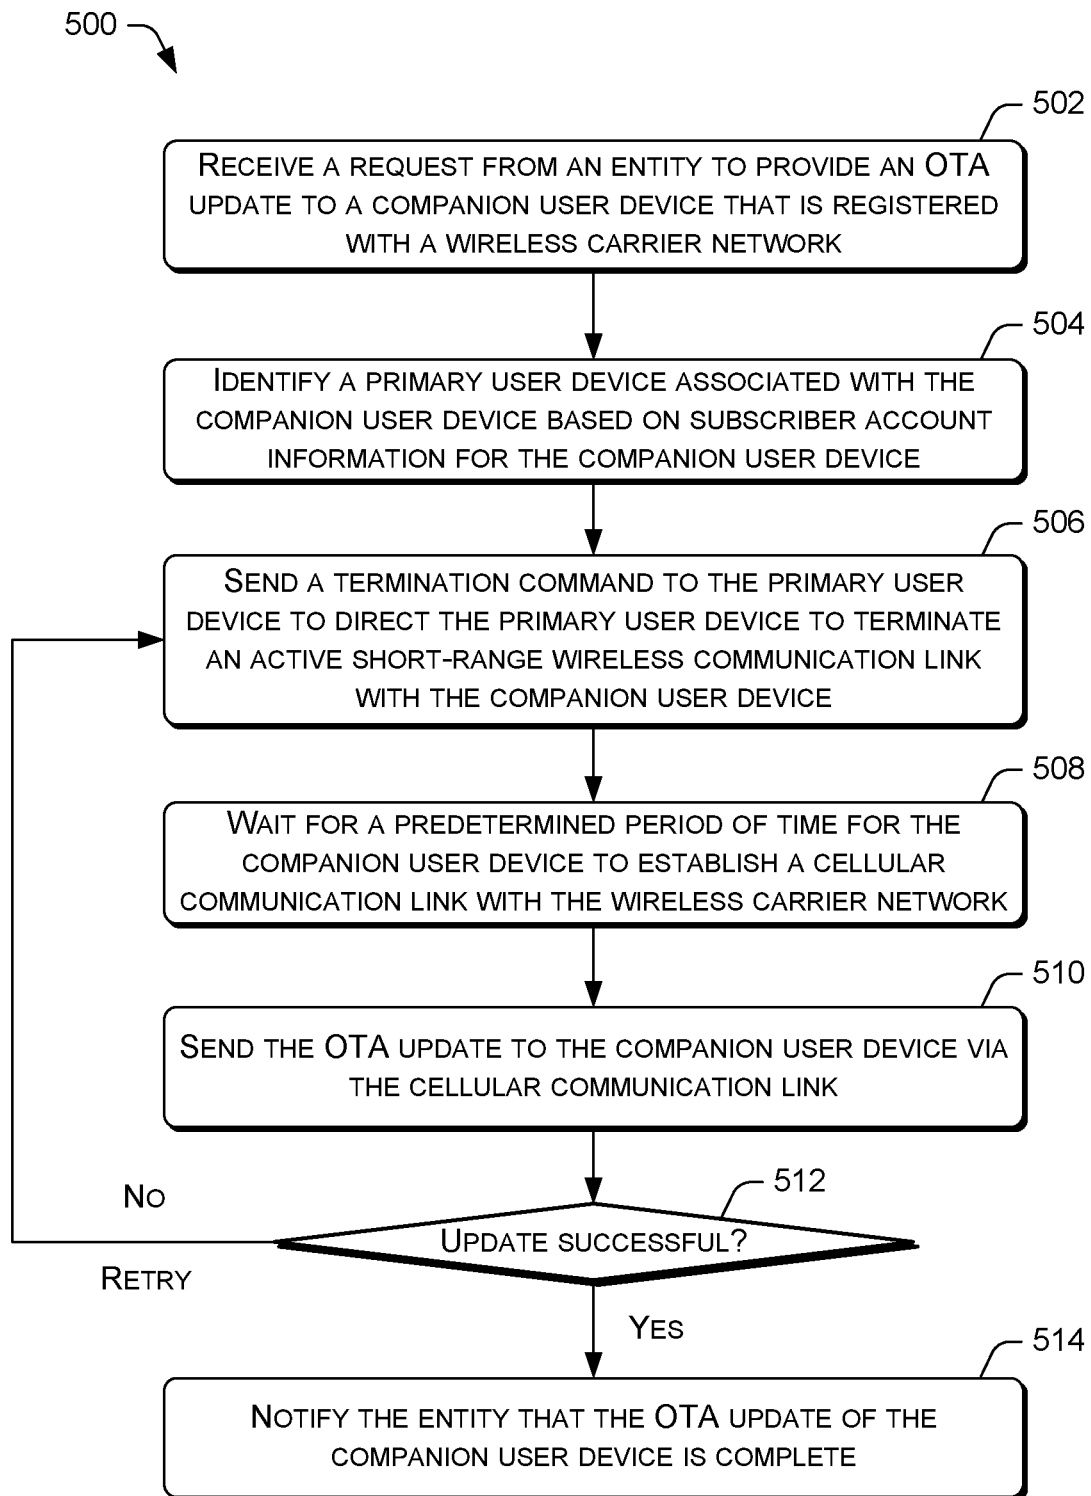 500
502
RECEIVE A REQUEST FROM AN ENTITY TO PROVIDE AN OTA
UPDATE TO A COMPANION USER DEVICE THAT IS REGISTERED
WITH A WIRELESS CARRIER NETWORK
504
IDENTIFY A PRIMARY USER DEVICE ASSOCIATED WITH THE
COMPANION USER DEVICE BASED ON SUBSCRIBER ACCOUNT
INFORMATION FOR THE COMPANION USER DEVICE
506
SEND A TERMINATION COMMAND TO THE PRIMARY USER
DEVICE TO DIRECT THE PRIMARY USER DEVICE TO TERMINATE
AN ACTIVE SHORT-RANGE WIRELESS COMMUNICATION LINK
WITH THE COMPANION USER DEVICE
508
WAIT FOR A PREDETERMINED PERIOD OF TIME FOR THE
COMPANION USER DEVICE TO ESTABLISH A CELLULAR
COMMUNICATION LINK WITH THE WIRELESS CARRIER NETWORK
510
SEND THE OTA UPDATE TO THE COMPANION USER DEVICE VIA
THE CELLULAR COMMUNICATION LINK
512
NO
UPDATE SUCCESSFUL?
RETRY
YES
514
NOTIFY THE ENTITY THAT THE OTA UPDATE OF THE
COMPANION USER DEVICE IS COMPLETE